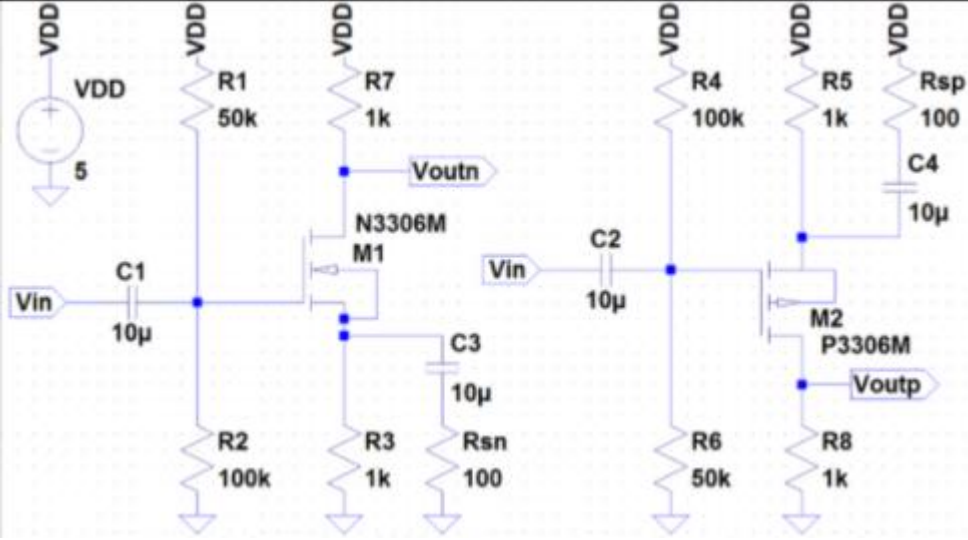 VDD
VDD
VDD
VDD
VDD
VDD
VDD
5
R1
50k
R7
1k
Voutn
N3306M
M1
C1
Vin
10µ
C3
10µ
R2
100k
R3
1k
Rsn
100
R4
100k
R5
1k
Rsp
100
C4
10µ
C2
Vin
10µ
M2
P3306M
Voutp
R6
50k
R8
1k